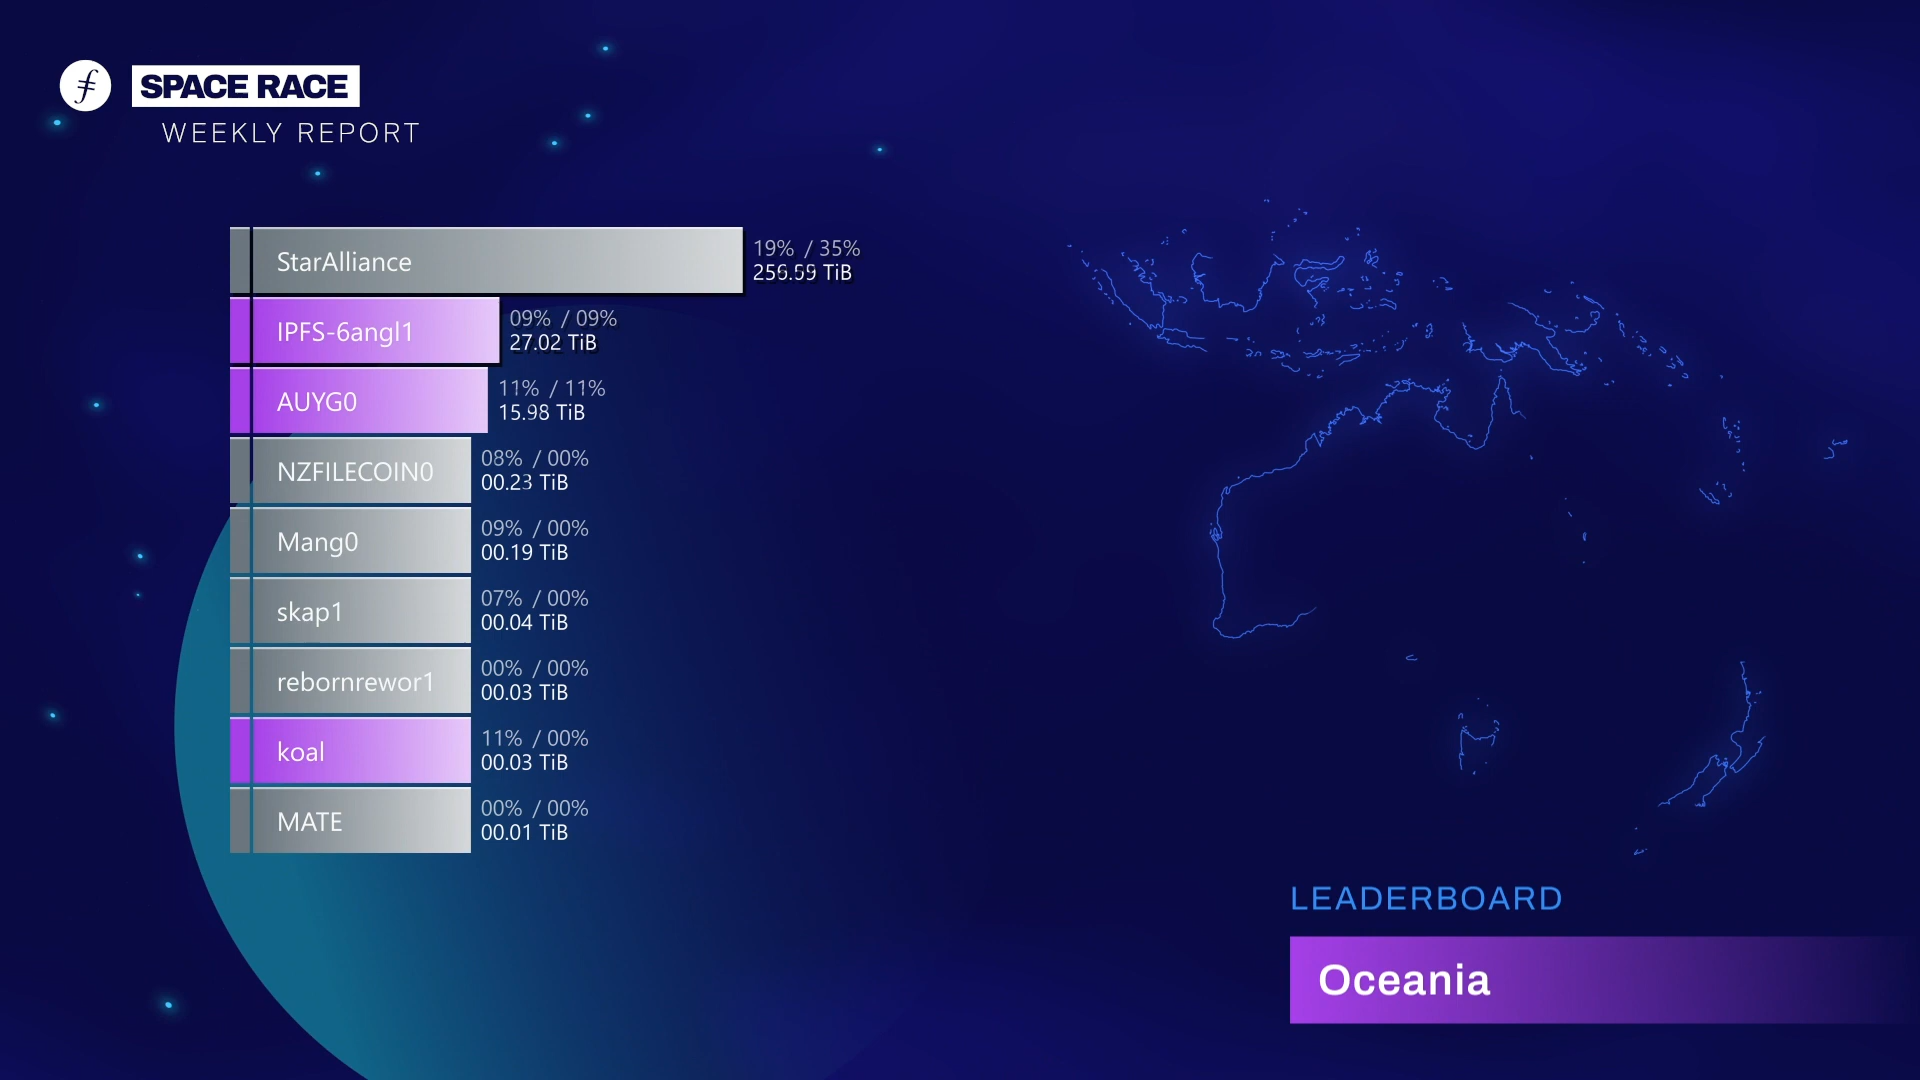 SPACE RACE
WEEKLY REPORT
StarAlliance
19% / 35%
256.59 TiB
IPFS-6angl1
09% / 09%
27.02 TiB
AUYG0
11% / 11%
15.98 TiB
NZFILECOIN0
08% / 00%
00.23 TiB
Mang0
09% / 00%
00.19 TiB
skap1
07% / 00%
00.04 TiB
rebornrewor1
00% / 00%
00.03 TiB
koal
11% / 00%
00.03 TiB
MATE
00% / 00%
00.01 TiB
LEADERBOARD
Oceania